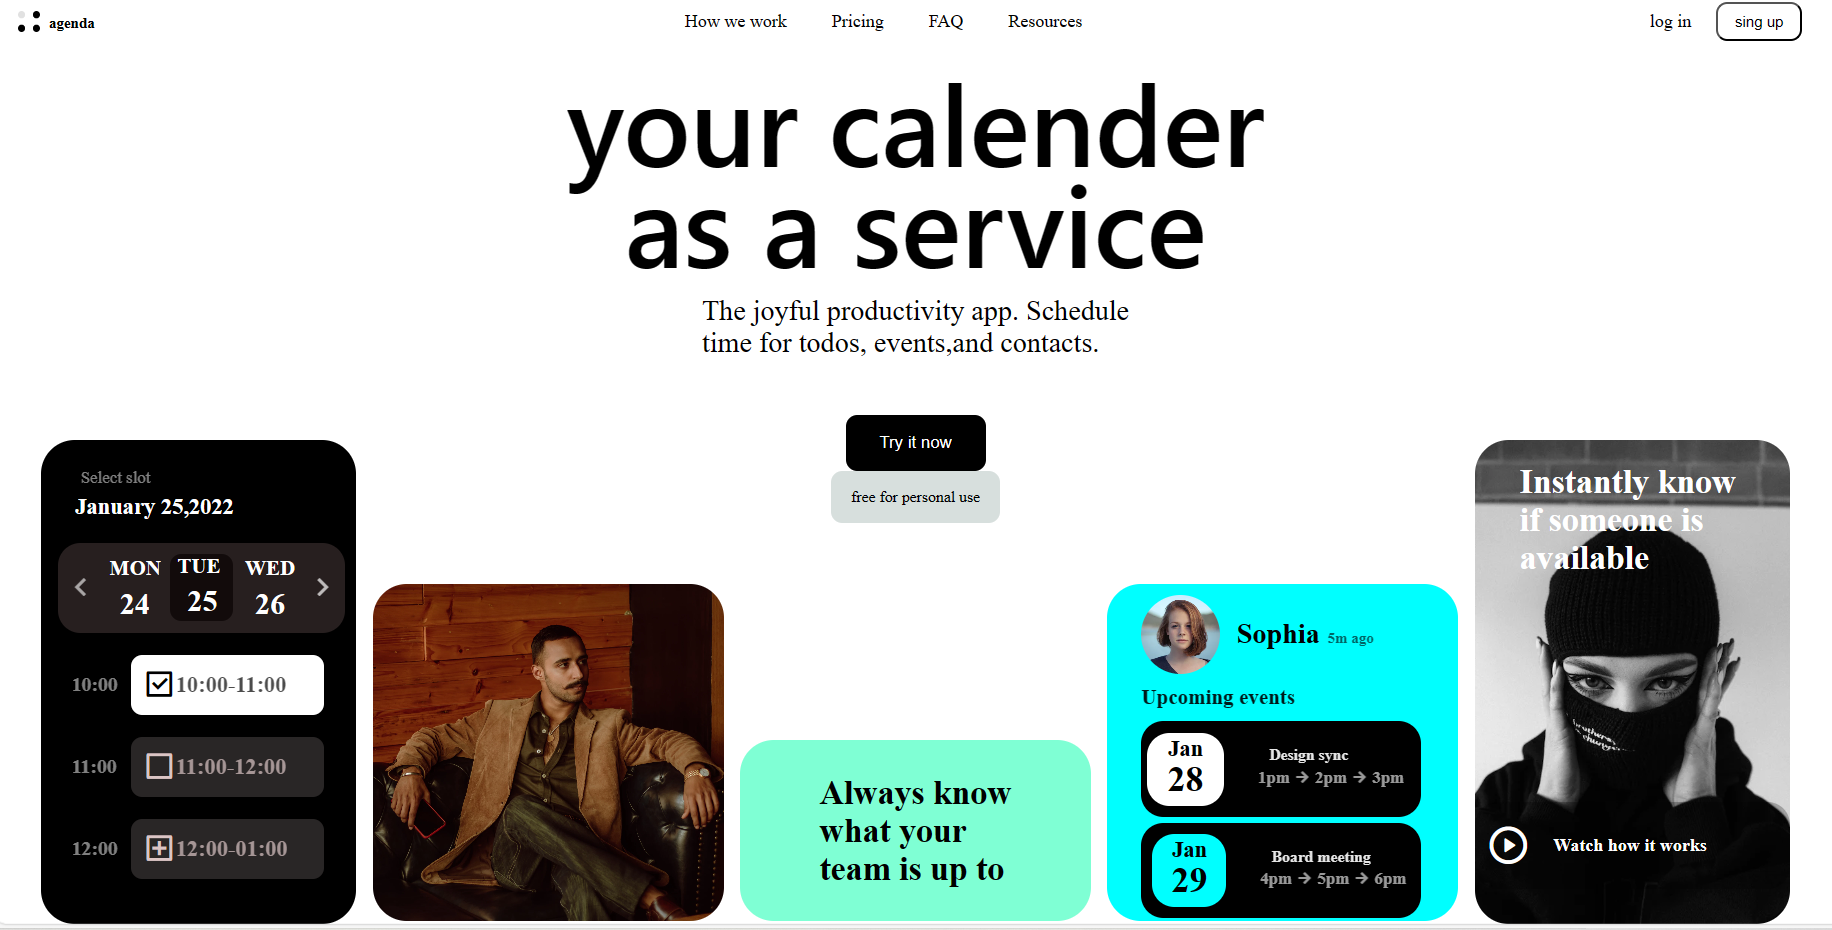 agenda
How we work
Pricing
FAQ
Resources
log in
sing up
your calender
as a service
The joyful productivity app. Schedule
time for todos, events,and contacts.
Try it now
free for personal use
Select slot
January 25,2022
MON
24
TUE
25
WED
26
10:00
10:00-11:00
11:00
11:00-12:00
12:00
12:00-01:00
Always know
what your
team is up to
Sophia 5m ago
Upcoming events
Jan
28
Design sync
1pm → 2pm → 3pm
Jan
29
Board meeting
4pm → 5pm → 6pm
Instantly know
if someone is
available
Watch how it works